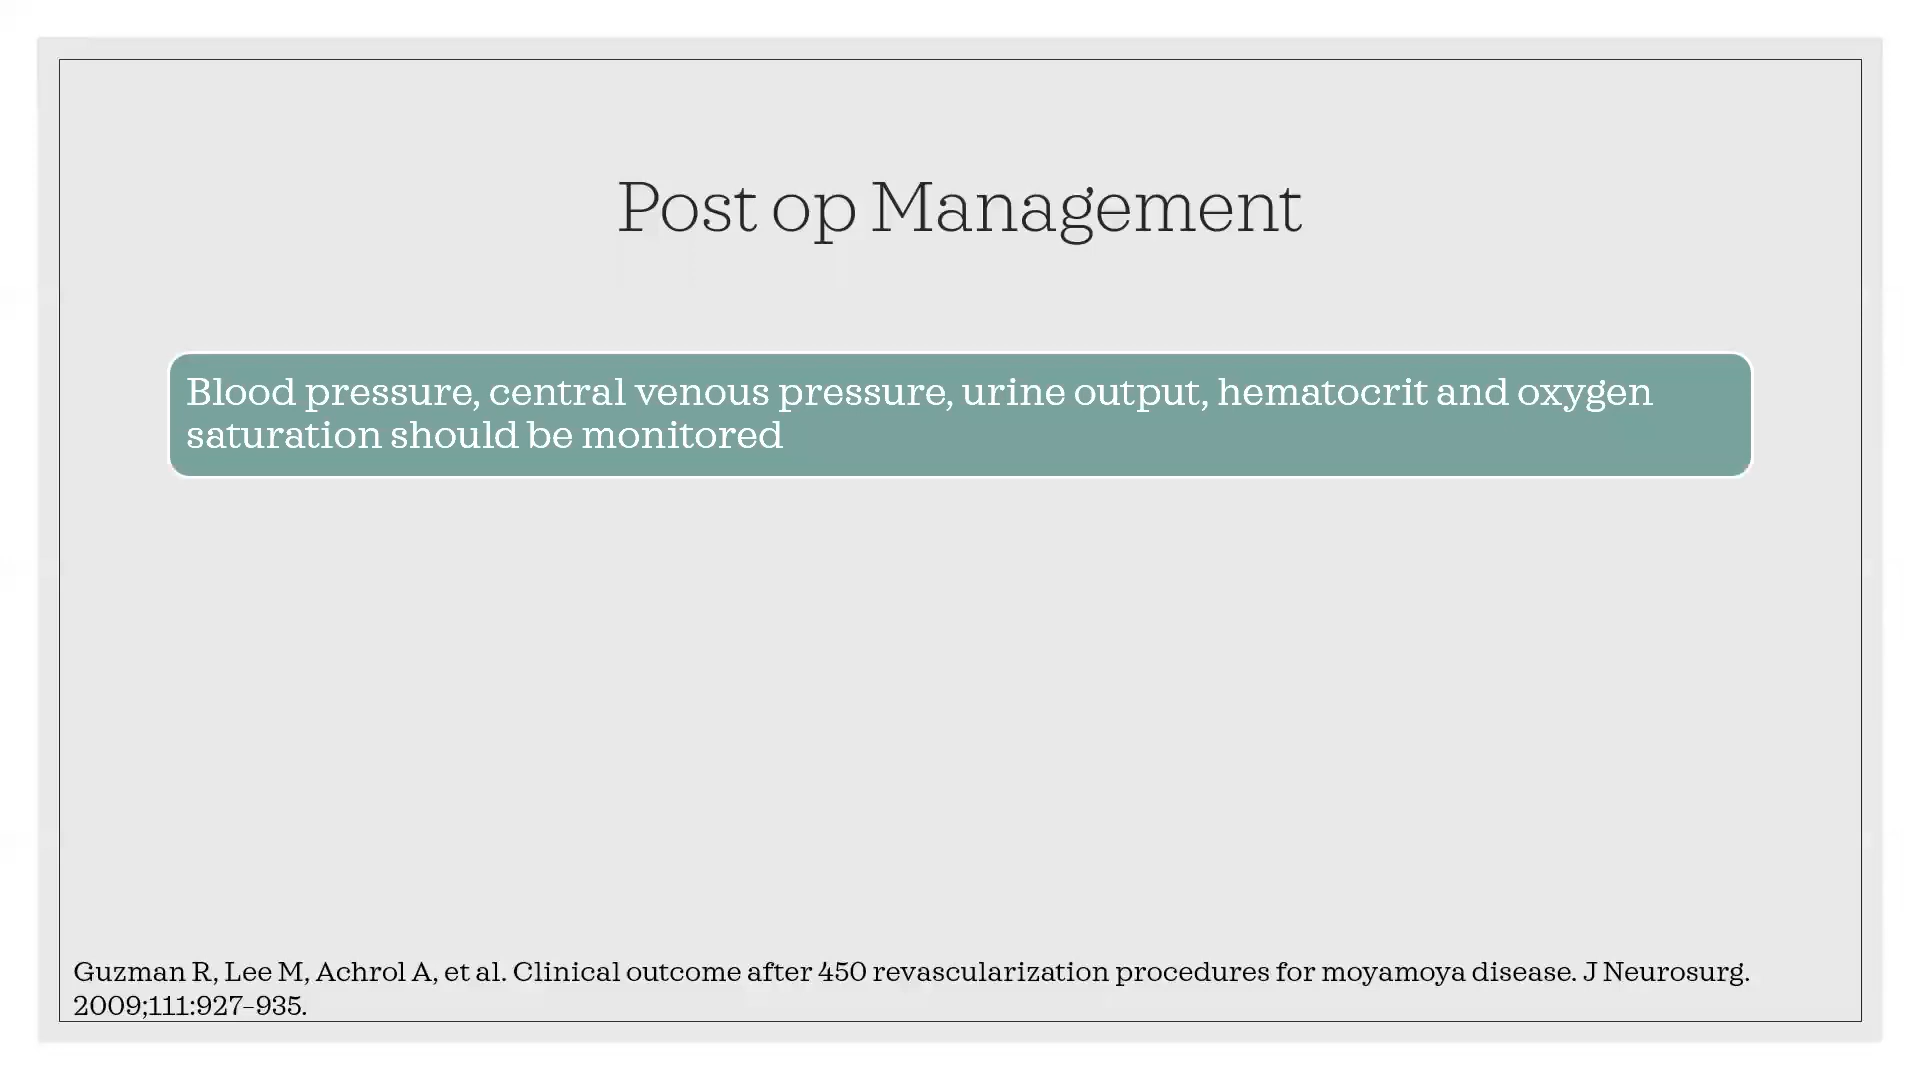 Post op Management
Blood pressure, central venous pressure, urine output, hematocrit and oxygen
saturation should be monitored
Guzman R, Lee M, Achrol A, et al. Clinical outcome after 450 revascularization procedures for moyamoya disease. J Neurosurg.
2009;111:927-935.